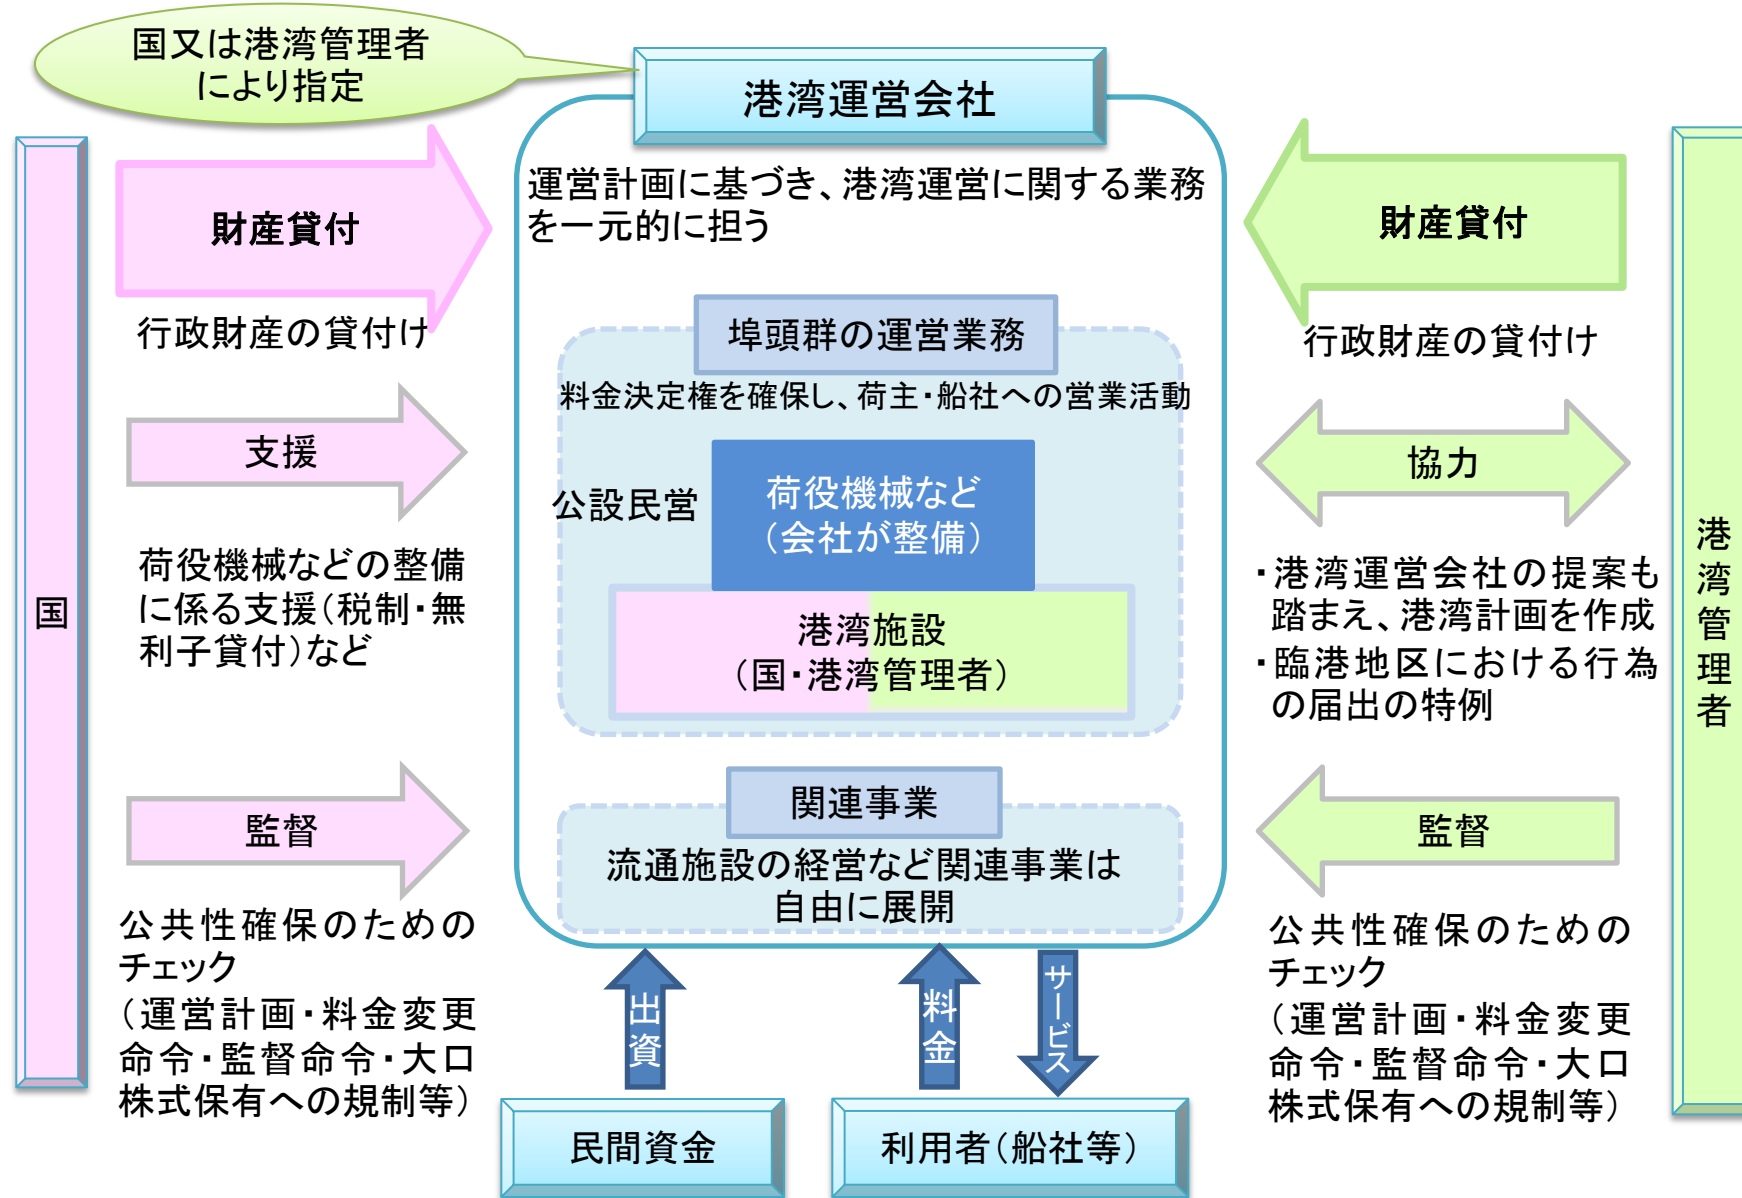 国又は港湾管理者
により指定
港湾運営会社
運営計画に基づき、港湾運営に関する業務
を一元的に担う
国
財産貸付
行政財産の貸付け
支援
荷役機械などの整備
に係る支援(税制・無
利子貸付)など
監督
公共性確保のための
チェック
(運営計画・料金変更
命令・監督命令・大口
株式保有への規制等)
埠頭群の運営業務
料金決定権を確保し、荷主・船社への営業活動
公設民営
荷役機械など
(会社が整備)
港湾施設
(国・港湾管理者)
関連事業
流通施設の経営など関連事業は
自由に展開
出資
料金
サービス
民間資金
利用者(船社等)
財産貸付
行政財産の貸付け
協力
・港湾運営会社の提案も
踏まえ、港湾計画を作成
・臨港地区における行為
の届出の特例
監督
公共性確保のための
チェック
(運営計画・料金変更
命令・監督命令・大口
株式保有への規制等)
港湾管理者